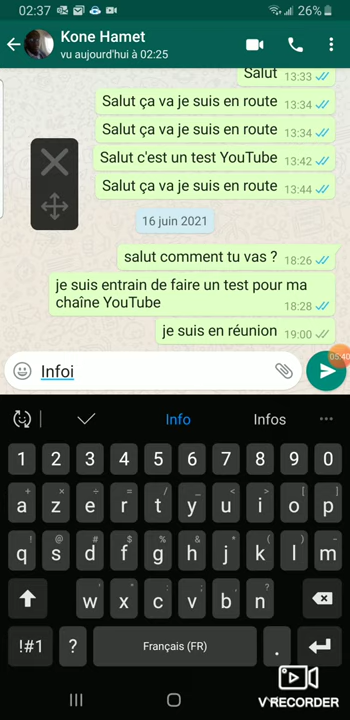 02:37 26%
Kone Hamet
vu aujourd'hui à 02:25
Salut 13:33
Salut ça va je suis en route 13:34
Salut ça va je suis en route 13:34
Salut c'est un test YouTube 13:42
Salut ça va je suis en route 13:44
16 juin 2021
salut comment tu vas ? 18:26
je suis entrain de faire un test pour ma
chaîne YouTube 18:28
je suis en réunion 19:00
Infoi
05:40
Info Infos ...
1 2 3 4 5 6 7 8 9 0
a z e r t y u i o p
q s d f g h j k l m
w x c v b n
!#1 ? Français (FR) .
V RECORDER